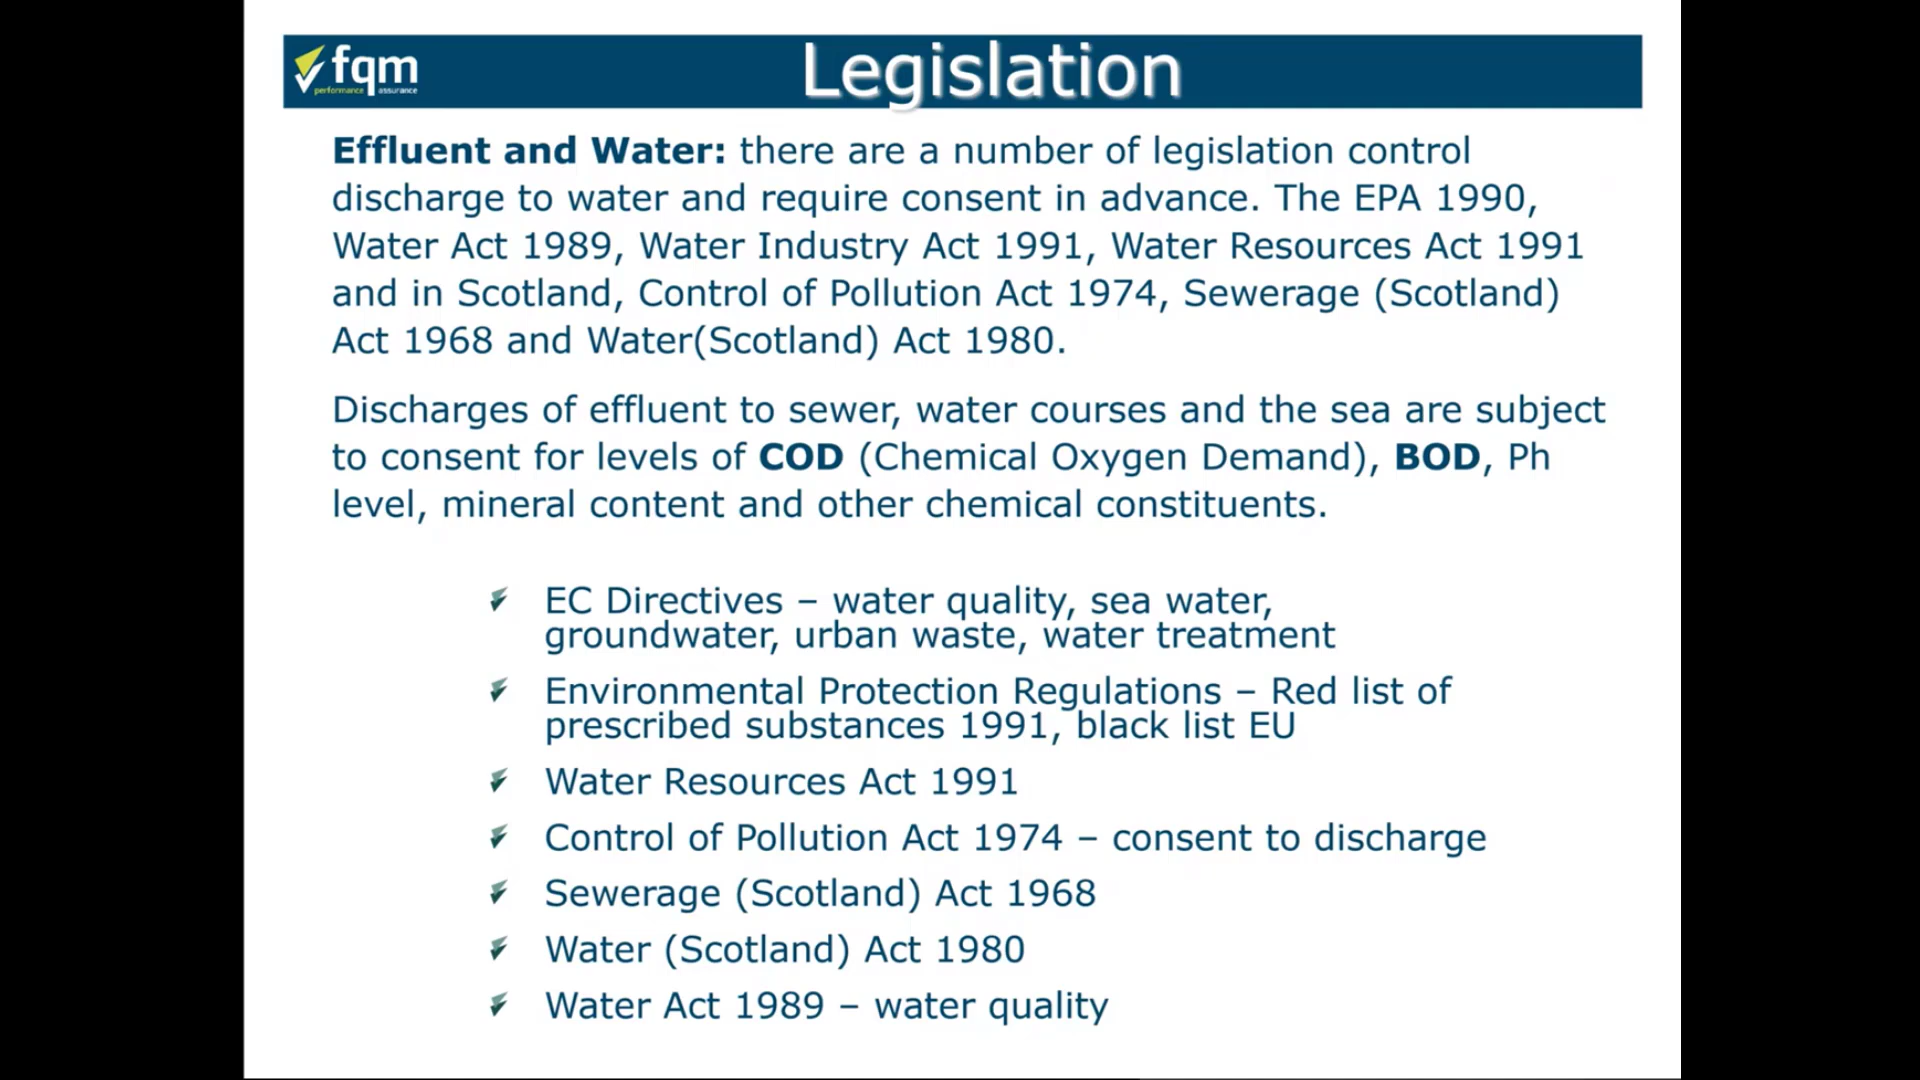 fqm
performance assurance
Legislation
Effluent and Water: there are a number of legislation control
discharge to water and require consent in advance. The EPA 1990,
Water Act 1989, Water Industry Act 1991, Water Resources Act 1991
and in Scotland, Control of Pollution Act 1974, Sewerage (Scotland)
Act 1968 and Water(Scotland) Act 1980.
Discharges of effluent to sewer, water courses and the sea are subject
to consent for levels of COD (Chemical Oxygen Demand), BOD, Ph
level, mineral content and other chemical constituents.
EC Directives – water quality, sea water,
groundwater, urban waste, water treatment
Environmental Protection Regulations – Red list of
prescribed substances 1991, black list EU
Water Resources Act 1991
Control of Pollution Act 1974 – consent to discharge
Sewerage (Scotland) Act 1968
Water (Scotland) Act 1980
Water Act 1989 – water quality